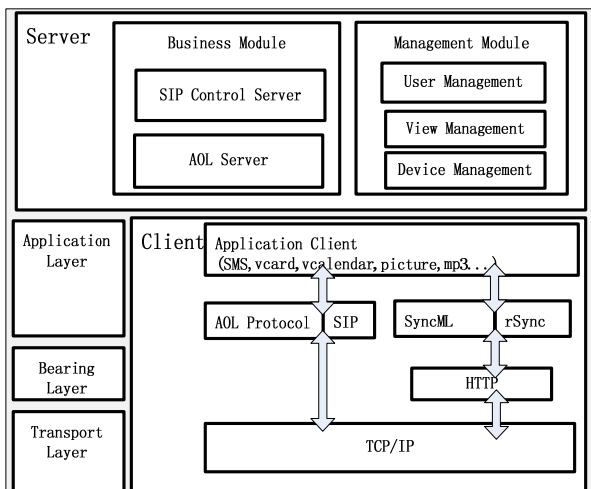 Server
Business Module
SIP Control Server
AOL Server
Management Module
User Management
View Management
Device Management
Application
Layer
Bearing
Layer
Transport
Layer
Client
Application Client
(SMS, vcard, vcalendar, picture, mp3...)
AOL Protocol
SIP
SyncML
rSync
HTTP
TCP/IP